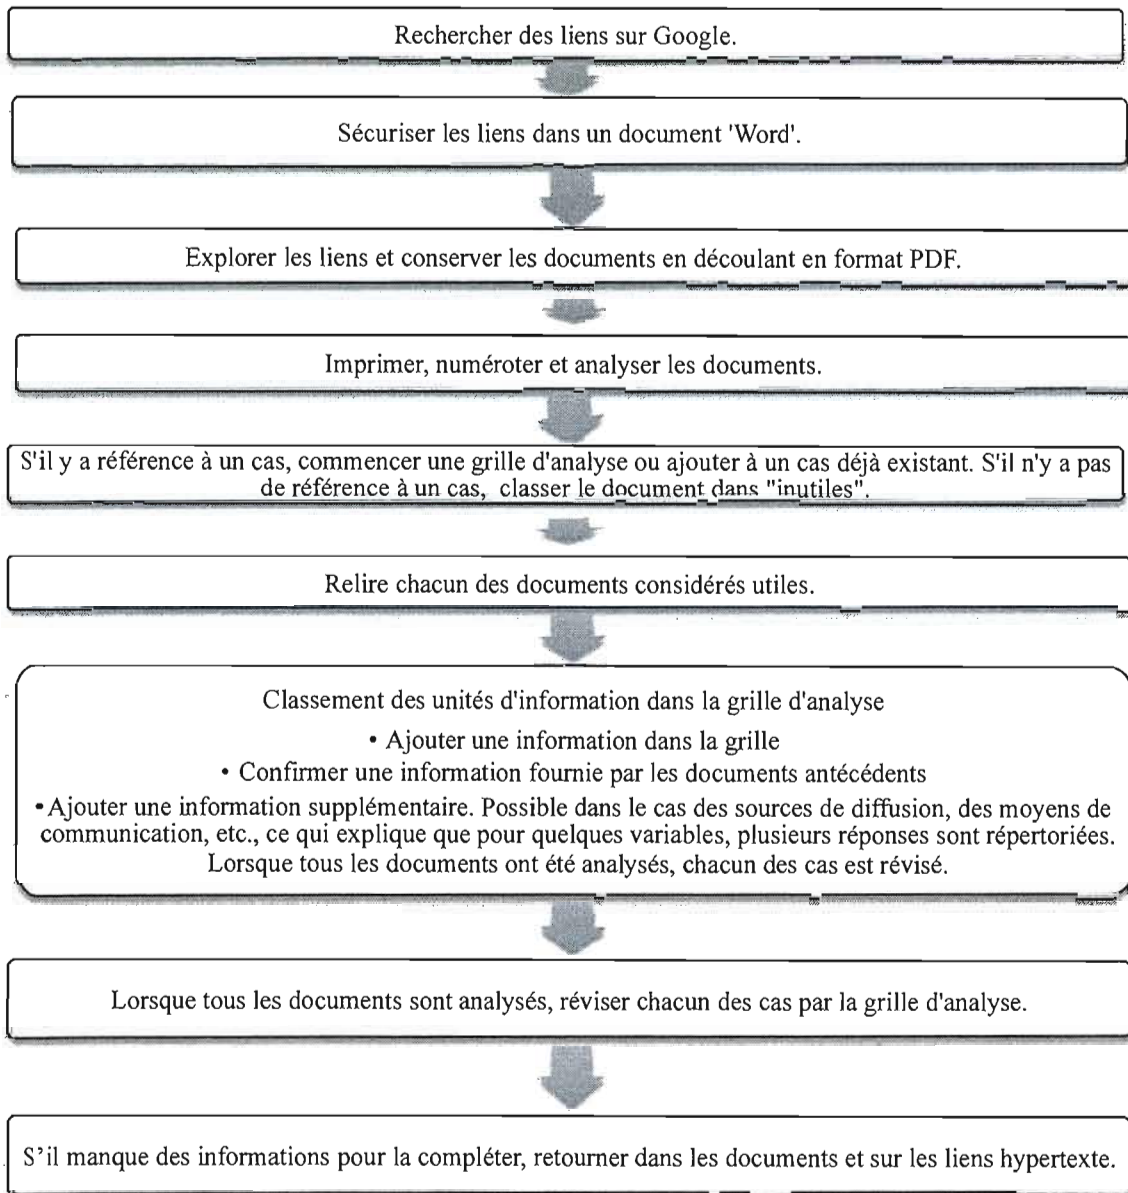 Rechercher des liens sur Google.
Sécuriser les liens dans un document 'Word'.
Explorer les liens et conserver les documents en découlant en format PDF.
Imprimer, numéroter et analyser les documents.
S'il y a référence à un cas, commencer une grille d'analyse ou ajouter à un cas déjà existant. S'il n'y a pas
de référence à un cas, classer le document dans "inutiles".
Relire chacun des documents considérés utiles.
Classement des unités d'information dans la grille d'analyse
• Ajouter une information dans la grille
• Confirmer une information fournie par les documents antécédents
• Ajouter une information supplémentaire. Possible dans le cas des sources de diffusion, des moyens de
communication, etc., ce qui explique que pour quelques variables, plusieurs réponses sont répertoriées.
Lorsque tous les documents ont été analysés, chacun des cas est révisé.
Lorsque tous les documents sont analysés, réviser chacun des cas par la grille d'analyse.
S'il manque des informations pour la compléter, retourner dans les documents et sur les liens hypertexte.